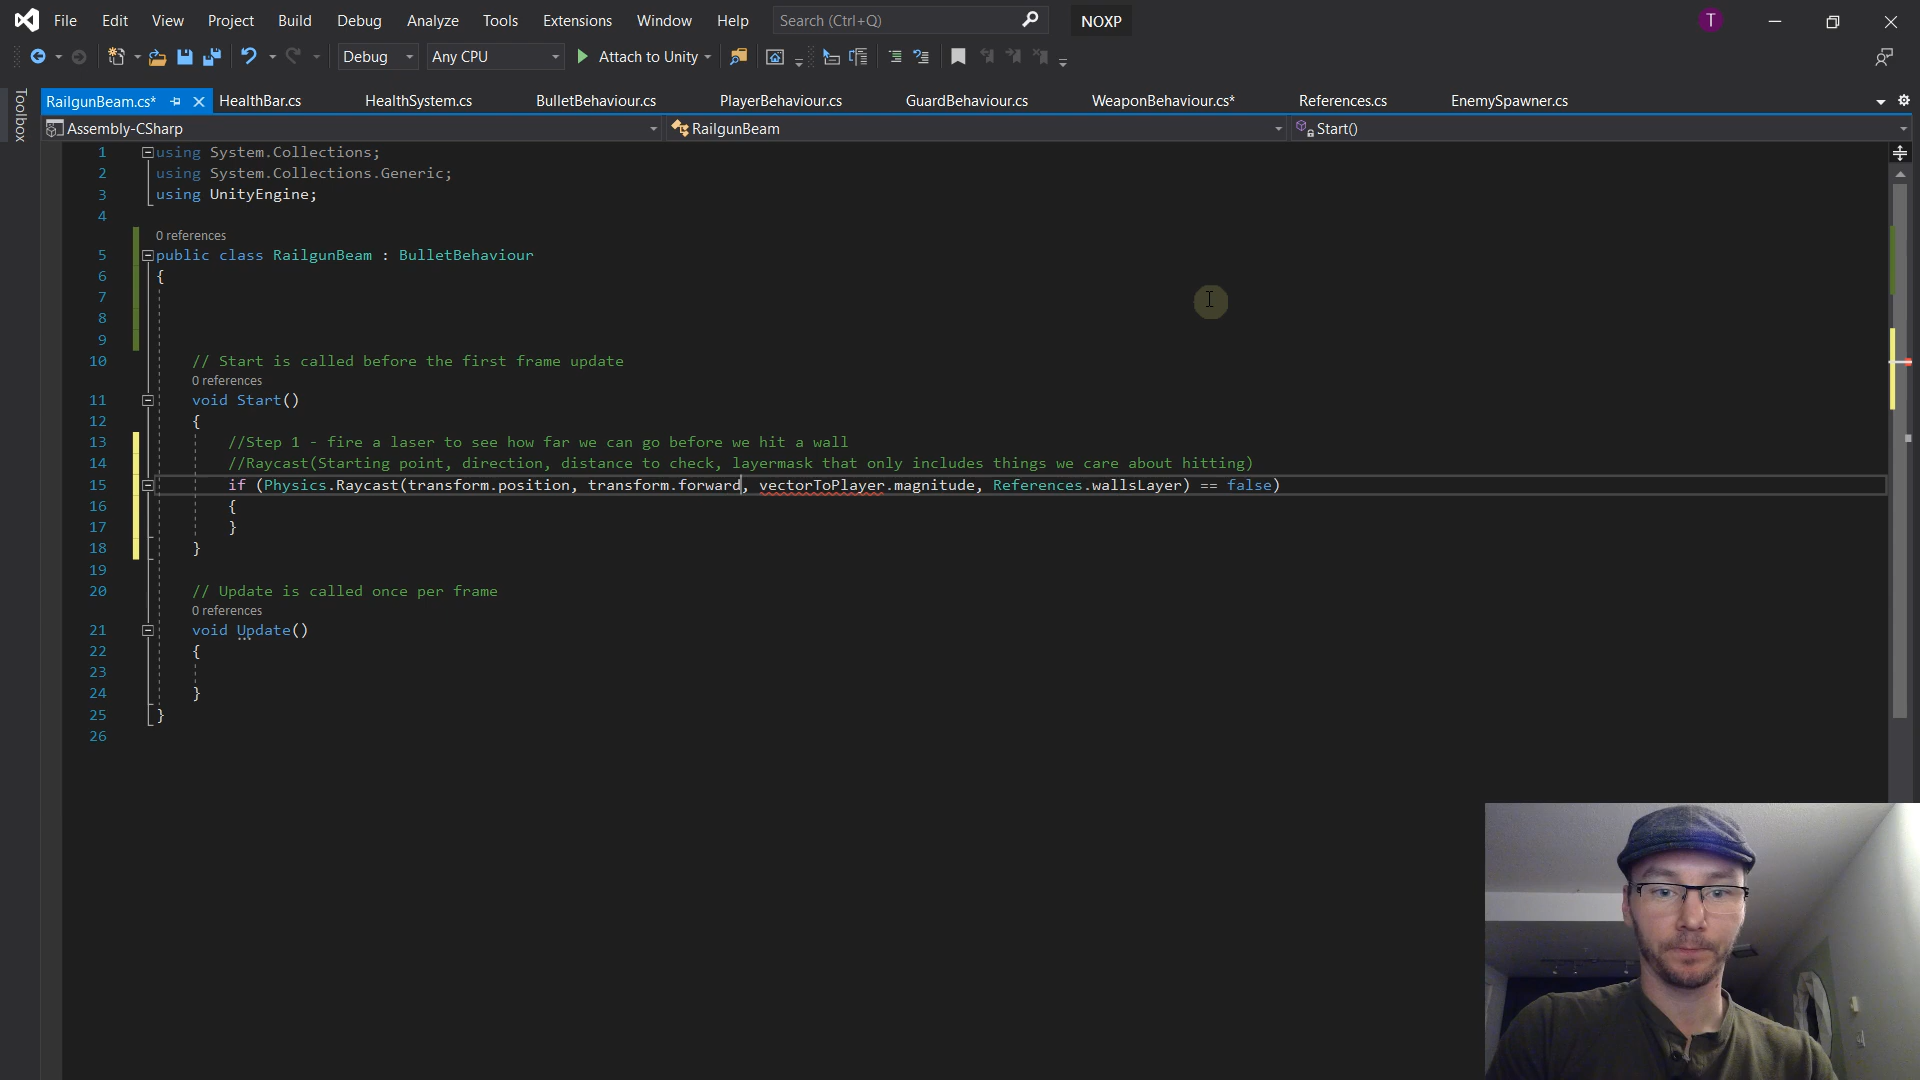 File Edit View Project Build Debug Analyze Tools Extensions Window Help Search (Ctrl+Q) NOXP T
Debug Any CPU Attach to Unity
Toolbox
RailgunBeam.cs* HealthBar.cs HealthSystem.cs BulletBehaviour.cs PlayerBehaviour.cs GuardBehaviour.cs WeaponBehaviour.cs* References.cs EnemySpawner.cs
Assembly-CSharp RailgunBeam Start()
1 using System.Collections;
2 using System.Collections.Generic;
3 using UnityEngine;
4
0 references
5 public class RailgunBeam : BulletBehaviour
6 {
7
8
9
10 // Start is called before the first frame update
0 references
11 void Start()
12 {
13 //Step 1 - fire a laser to see how far we can go before we hit a wall
14 //Raycast(Starting point, direction, distance to check, layermask that only includes things we care about hitting)
15 if (Physics.Raycast(transform.position, transform.forward, vectorToPlayer.magnitude, References.wallsLayer) == false)
16 {
17 }
18 }
19
20 // Update is called once per frame
0 references
21 void Update()
22 {
23
24 }
25 }
26